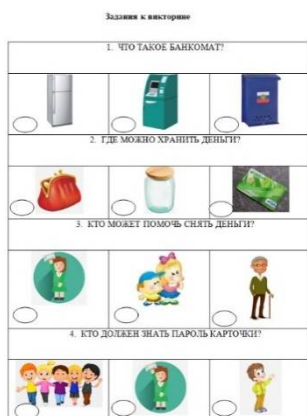 Задания к викторине
1. ЧТО ТАКОЕ БАНКОМАТ?
2. ГДЕ МОЖНО ХРАНИТЬ ДЕНЬГИ?
3. КТО МОЖЕТ ПОМОЧЬ СНЯТЬ ДЕНЬГИ?
4. КТО ДОЛЖЕН ЗНАТЬ ПАРОЛЬ КАРТОЧКИ?